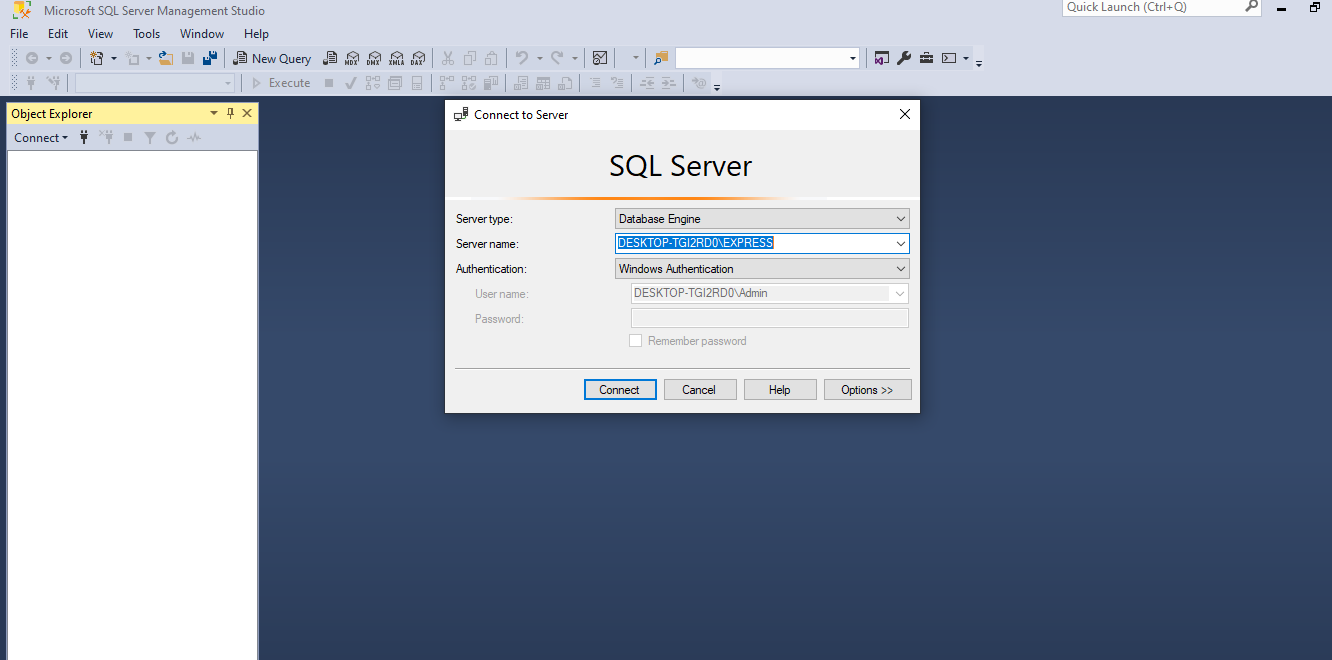 Microsoft SQL Server Management Studio
Quick Launch (Ctrl+Q)
File Edit View Tools Window Help
New Query MDX DMX XMLA DAX
Execute
Object Explorer
Connect
Connect to Server
SQL Server
Server type: Database Engine
Server name: DESKTOP-TGI2RD0\EXPRESS
Authentication: Windows Authentication
User name: DESKTOP-TGI2RD0\Admin
Password:
Remember password
Connect Cancel Help Options >>